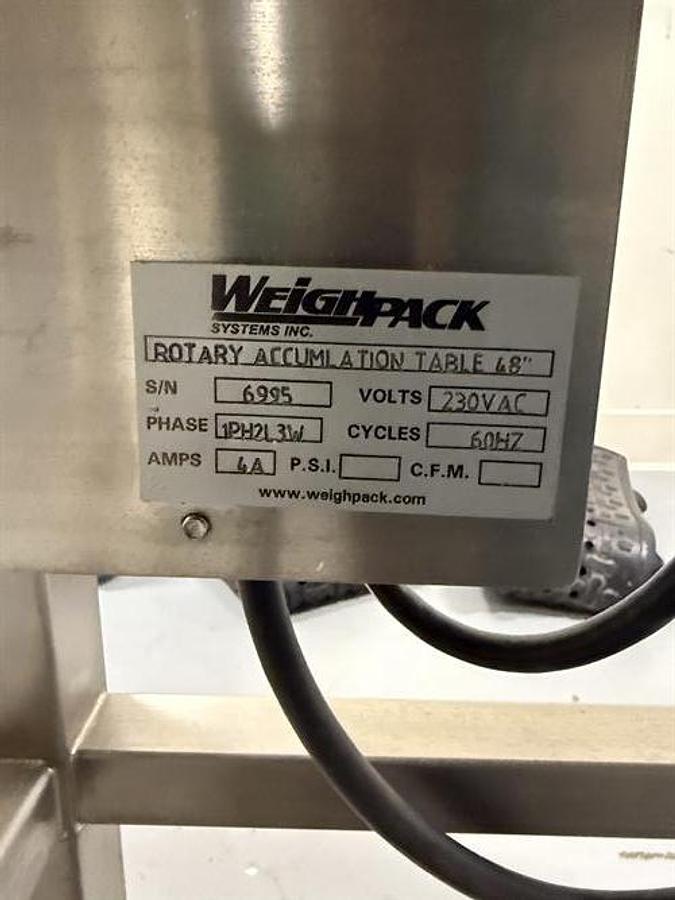 WEIGHPACK
SYSTEMS INC.
ROTARY ACCUMLATION TABLE 48"
S/N 6995 VOLTS 230VAC
PHASE 1PH2L3W CYCLES 60HZ
AMPS 4A P.S.I. C.F.M.
www.weighpack.com